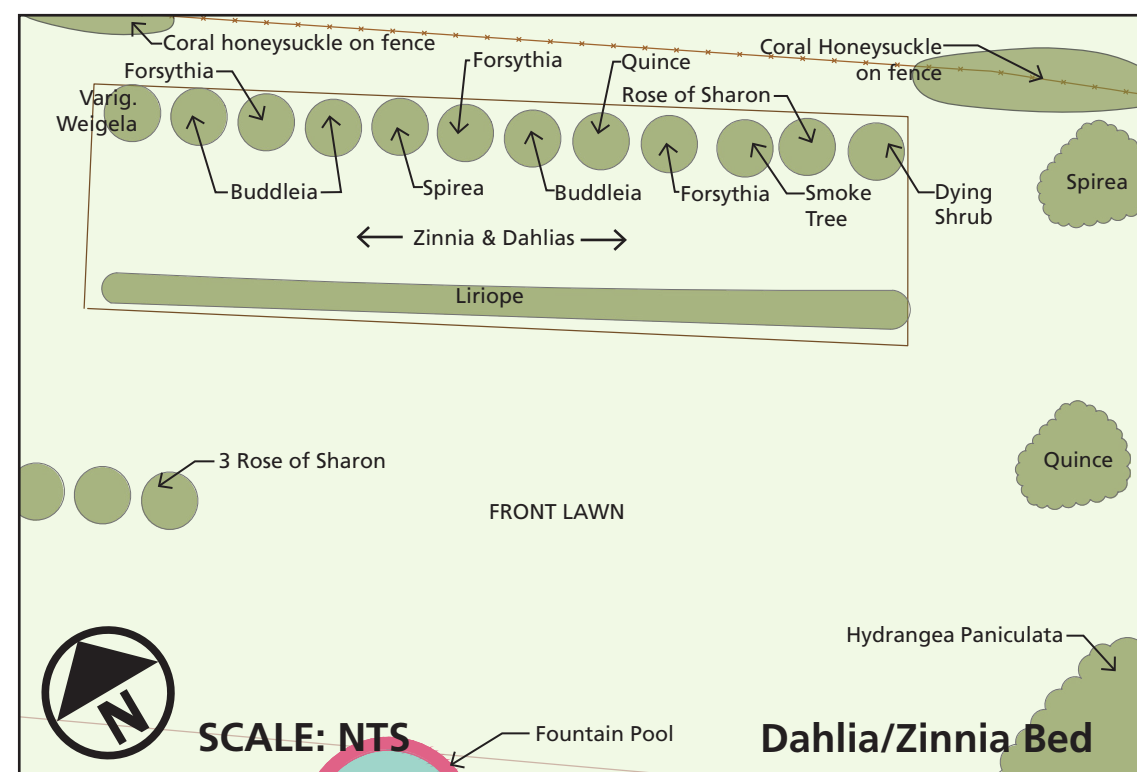 Coral honeysuckle on fence
Coral Honeysuckle
on fence
Forsythia
Forsythia
Quince
Rose of Sharon
Varig.
Weigela
Spirea
Buddleia
Spirea
Buddleia
Forsythia
Smoke
Tree
Dying
Shrub
Zinnia & Dahlias
Liriope
3 Rose of Sharon
Quince
FRONT LAWN
Hydrangea Paniculata
N
SCALE: NTS
Fountain Pool
Dahlia/Zinnia Bed